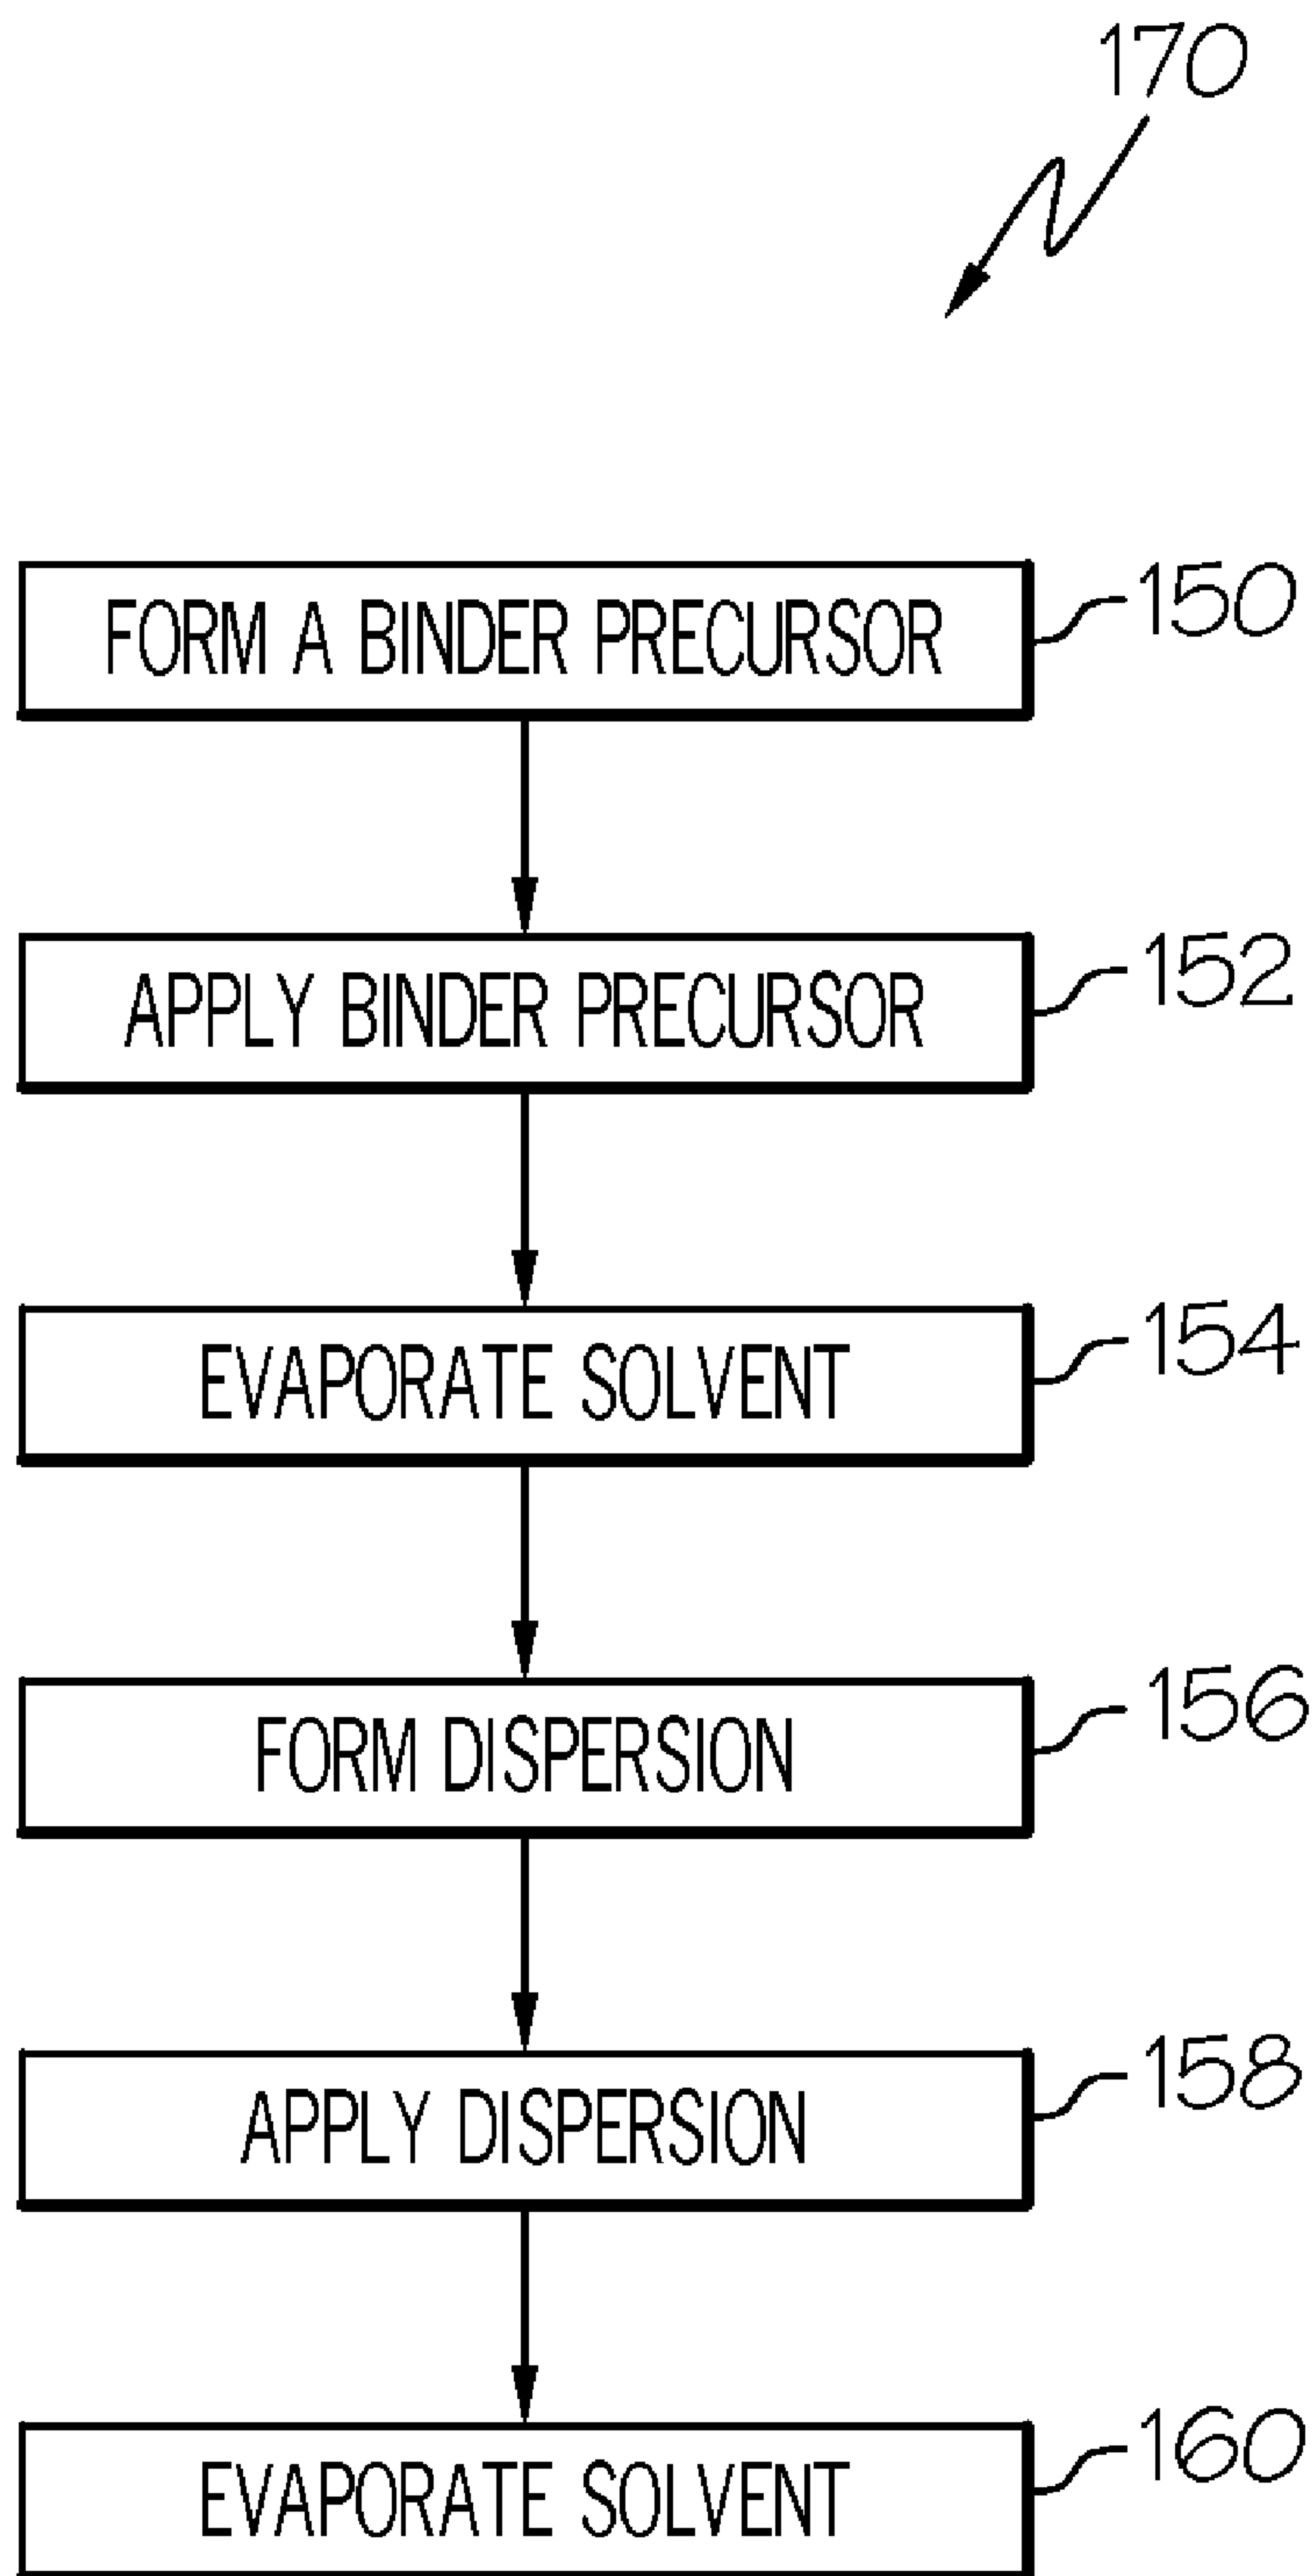 170
FORM A BINDER PRECURSOR
150
APPLY BINDER PRECURSOR
152
EVAPORATE SOLVENT
154
FORM DISPERSION
156
APPLY DISPERSION
158
EVAPORATE SOLVENT
160